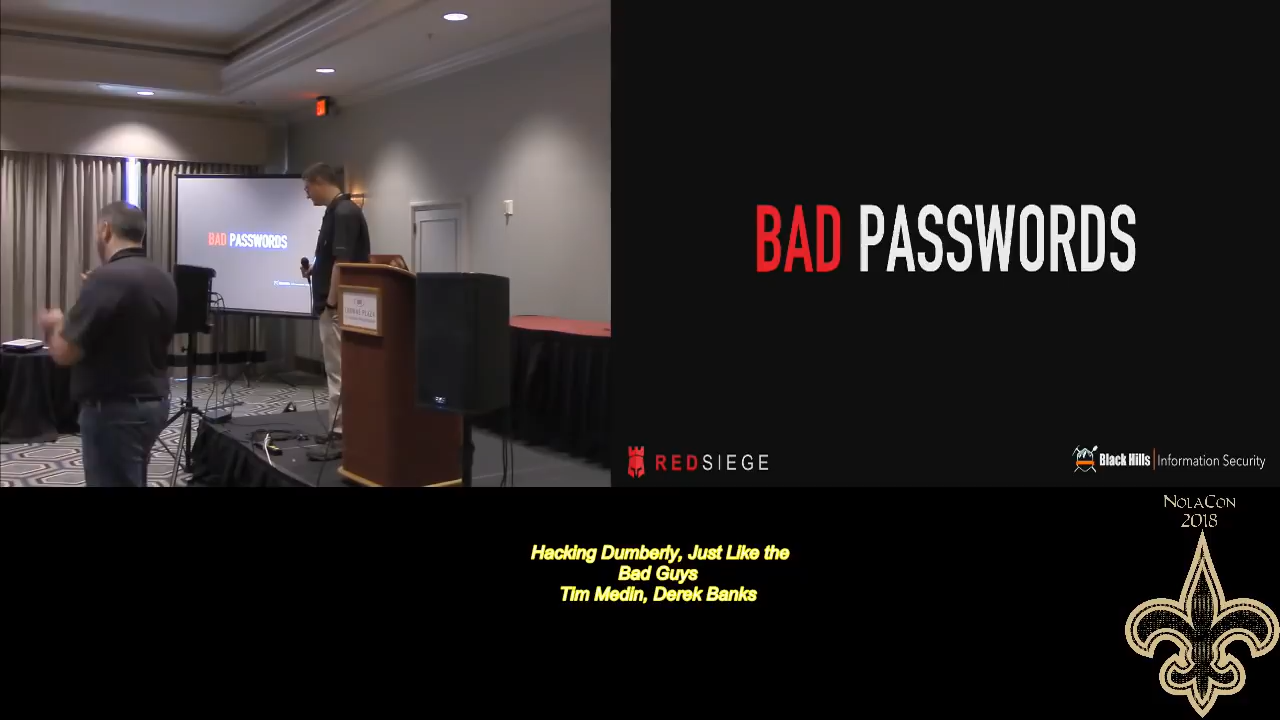 BAD PASSWORDS
BAD PASSWORDS
REDSIEGE
Black Hills | Information Security
NOLACON
2018
Hacking Dumberly, Just Like the
Bad Guys
Tim Medin, Derek Banks